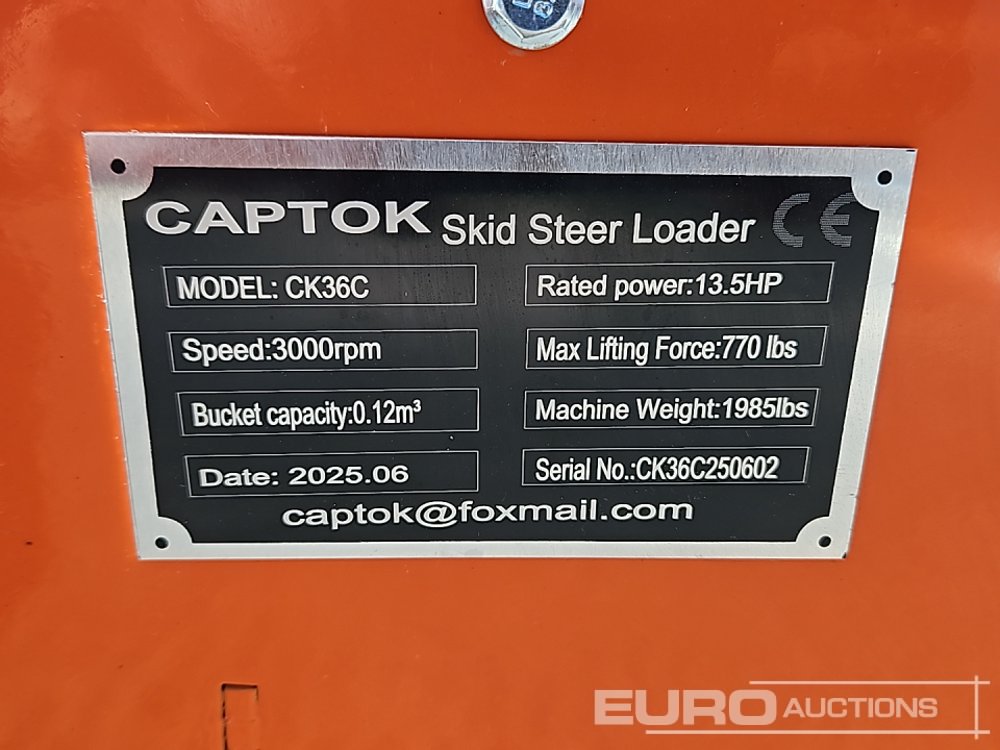 CAPTOK Skid Steer Loader CE
MODEL: CK36C
Rated power:13.5HP
Speed:3000rpm
Max Lifting Force:770 lbs
Bucket capacity:0.12m³
Machine Weight:1985lbs
Date: 2025.06
Serial No.:CK36C250602
captok@foxmail.com
EURO AUCTIONS